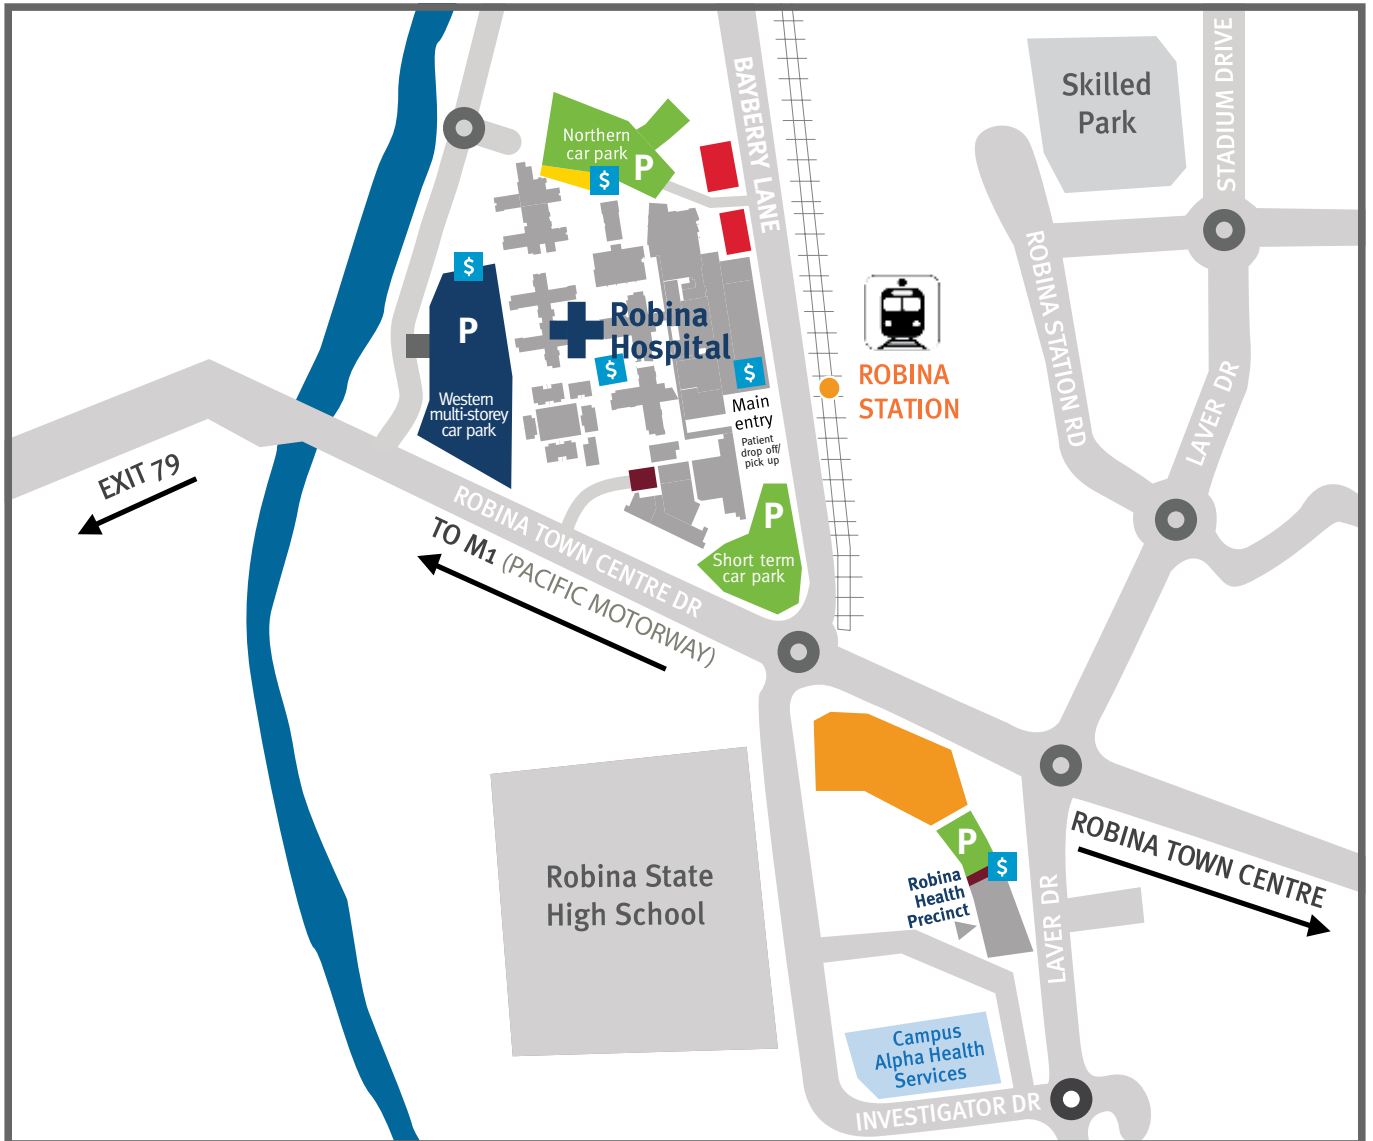 BAYBERRY LANE
STADIUM DRIVE
Skilled
Park
Northern
car park
P
$
$
P
Western
multi-storey
car park
Robina
Hospital
$
$
Main
entry
Patient
drop off/
pick up
ROBINA
STATION
ROBINA STATION RD
LAVER DR
EXIT 79
ROBINA TOWN CENTRE DR
TO M1 (PACIFIC MOTORWAY)
P
Short term
car park
P
$
Robina
Health
Precinct
ROBINA TOWN CENTRE
LAVER DR
Robina State
High School
Campus
Alpha Health
Services
INVESTIGATOR DR